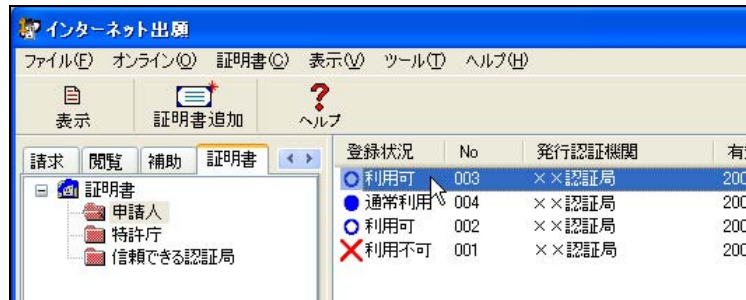 インターネット出願
ファイル(F) オンライン(O) 証明書(C) 表示(V) ツール(T) ヘルプ(H)
表示 証明書追加 ヘルプ
請求 閲覧 補助 証明書
証明書
申請人
特許庁
信頼できる認証局
登録状況 No 発行認証機関 有
利用可 003 ××認証局 200
通常利用 004 ××認証局 200
利用可 002 ××認証局 200
利用不可 001 ××認証局 200